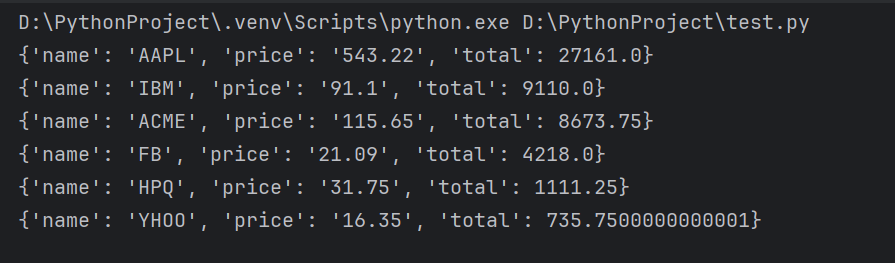 D:\PythonProject\.venv\Scripts\python.exe D:\PythonProject\test.py
{'name': 'AAPL', 'price': '543.22', 'total': 27161.0}
{'name': 'IBM', 'price': '91.1', 'total': 9110.0}
{'name': 'ACME', 'price': '115.65', 'total': 8673.75}
{'name': 'FB', 'price': '21.09', 'total': 4218.0}
{'name': 'HPQ', 'price': '31.75', 'total': 1111.25}
{'name': 'YHOO', 'price': '16.35', 'total': 735.7500000000001}